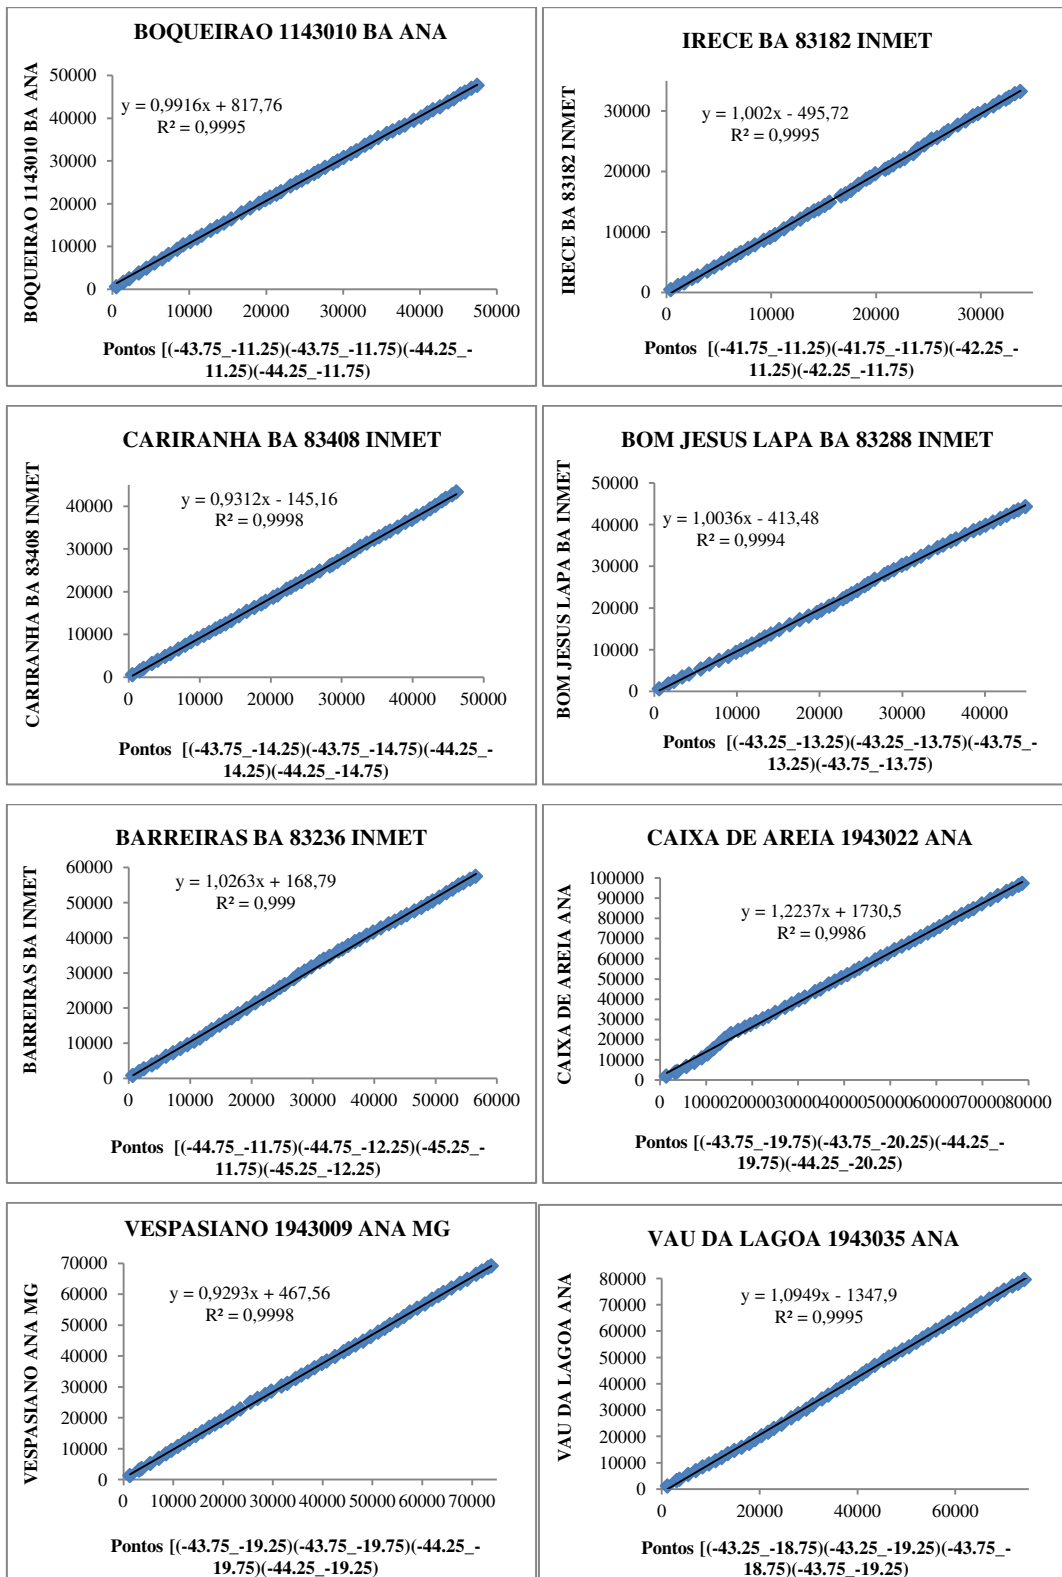 BOQUEIRAO 1143010 BA ANA
BOQUEIRAO 1143010 BA ANA
y = 0,9916x + 817,76
R² = 0,9995
50000
40000
30000
20000
10000
0
0 10000 20000 30000 40000 50000
Pontos [(-43.75_-11.25)(-43.75_-11.75)(-44.25_-
11.25)(-44.25_-11.75)
IRECE BA 83182 INMET
IRECE BA 83182 INMET
y = 1,002x - 495,72
R² = 0,9995
30000
20000
10000
0
0 10000 20000 30000
Pontos [(-41.75_-11.25)(-41.75_-11.75)(-42.25_-
11.25)(-42.25_-11.75)
CARIRANHA BA 83408 INMET
CARIRANHA BA 83408 INMET
y = 0,9312x - 145,16
R² = 0,9998
40000
30000
20000
10000
0
0 10000 20000 30000 40000 50000
Pontos [(-43.75_-14.25)(-43.75_-14.75)(-44.25_-
14.25)(-44.25_-14.75)
BOM JESUS LAPA BA 83288 INMET
BOM JESUS LAPA BA INMET
y = 1,0036x - 413,48
R² = 0,9994
50000
40000
30000
20000
10000
0
0 10000 20000 30000 40000
Pontos [(-43.25_-13.25)(-43.25_-13.75)(-43.75_-
13.25)(-43.75_-13.75)
BARREIRAS BA 83236 INMET
BARREIRAS BA INMET
y = 1,0263x + 168,79
R² = 0,999
60000
50000
40000
30000
20000
10000
0
0 10000 20000 30000 40000 50000 60000
Pontos [(-44.75_-11.75)(-44.75_-12.25)(-45.25_-
11.75)(-45.25_-12.25)
CAIXA DE AREIA 1943022 ANA
CAIXA DE AREIA ANA
y = 1,2237x + 1730,5
R² = 0,9986
100000
90000
80000
70000
60000
50000
40000
30000
20000
10000
0
0 10000 20000 30000 40000 50000 60000 70000 80000
Pontos [(-43.75_-19.75)(-43.75_-20.25)(-44.25_-
19.75)(-44.25_-20.25)
VESPASIANO 1943009 ANA MG
VESPASIANO ANA MG
y = 0,9293x + 467,56
R² = 0,9998
70000
60000
50000
40000
30000
20000
10000
0
0 10000 20000 30000 40000 50000 60000 70000
Pontos [(-43.75_-19.25)(-43.75_-19.75)(-44.25_-
19.75)(-44.25_-19.25)
VAU DA LAGOA 1943035 ANA
VAU DA LAGOA ANA
y = 1,0949x - 1347,9
R² = 0,9995
80000
70000
60000
50000
40000
30000
20000
10000
0
0 20000 40000 60000
Pontos [(-43.25_-18.75)(-43.25_-19.25)(-43.75_-
18.75)(-43.75_-19.25)